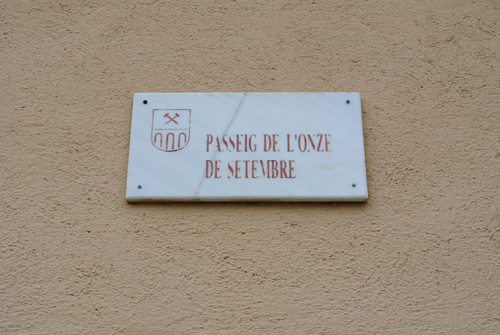 PASSEIG DE L'ONZE
DE SETEMBRE